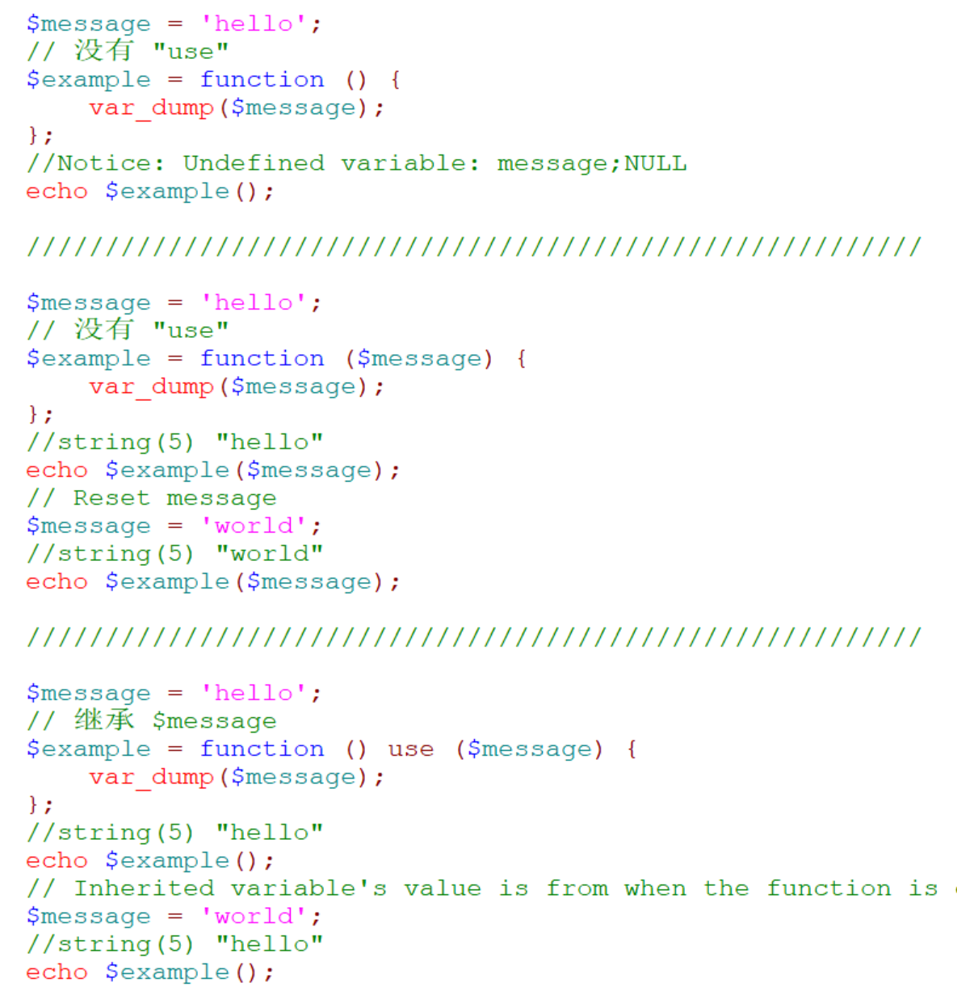 $message = 'hello';
// 没有 "use"
$example = function () {
    var_dump($message);
};
//Notice: Undefined variable: message;NULL
echo $example();
/////////////////////////////////////////////////////////
$message = 'hello';
// 没有 "use"
$example = function ($message) {
    var_dump($message);
};
//string(5) "hello"
echo $example($message);
// Reset message
$message = 'world';
//string(5) "world"
echo $example($message);
/////////////////////////////////////////////////////////
$message = 'hello';
// 继承 $message
$example = function () use ($message) {
    var_dump($message);
};
//string(5) "hello"
echo $example();
// Inherited variable's value is from when the function is
$message = 'world';
//string(5) "hello"
echo $example();